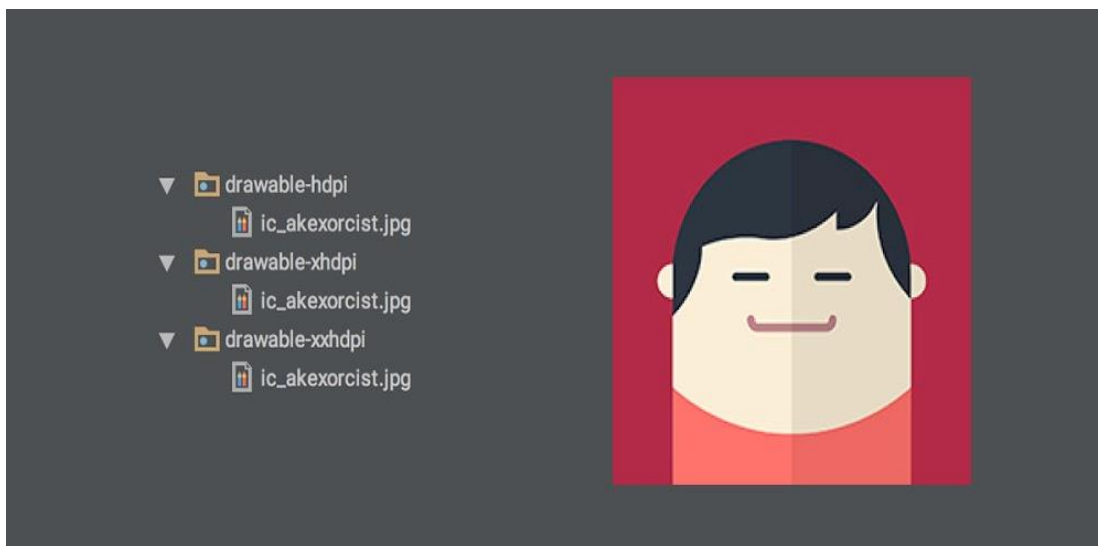 drawable-hdpi
ic_akexorcist.jpg
drawable-xhdpi
ic_akexorcist.jpg
drawable-xxhdpi
ic_akexorcist.jpg